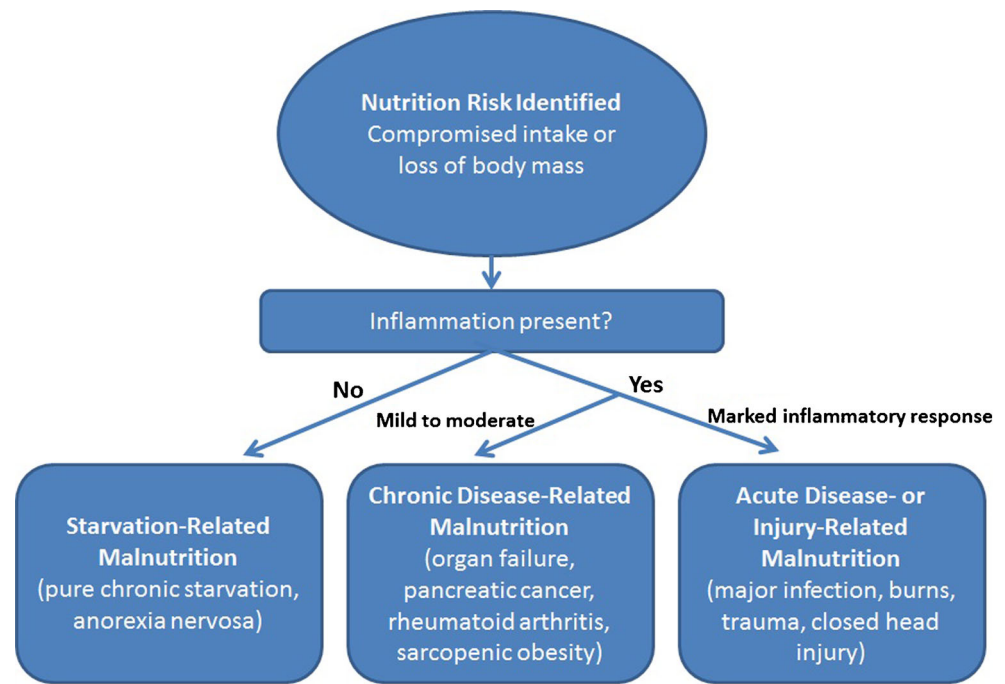 Nutrition Risk Identified
Compromised intake or
loss of body mass
Inflammation present?
No
Yes
Mild to moderate
Marked inflammatory response
Starvation-Related
Malnutrition
(pure chronic starvation,
anorexia nervosa)
Chronic Disease-Related
Malnutrition
(organ failure,
pancreatic cancer,
rheumatoid arthritis,
sarcopenic obesity)
Acute Disease- or
Injury-Related
Malnutrition
(major infection, burns,
trauma, closed head
injury)